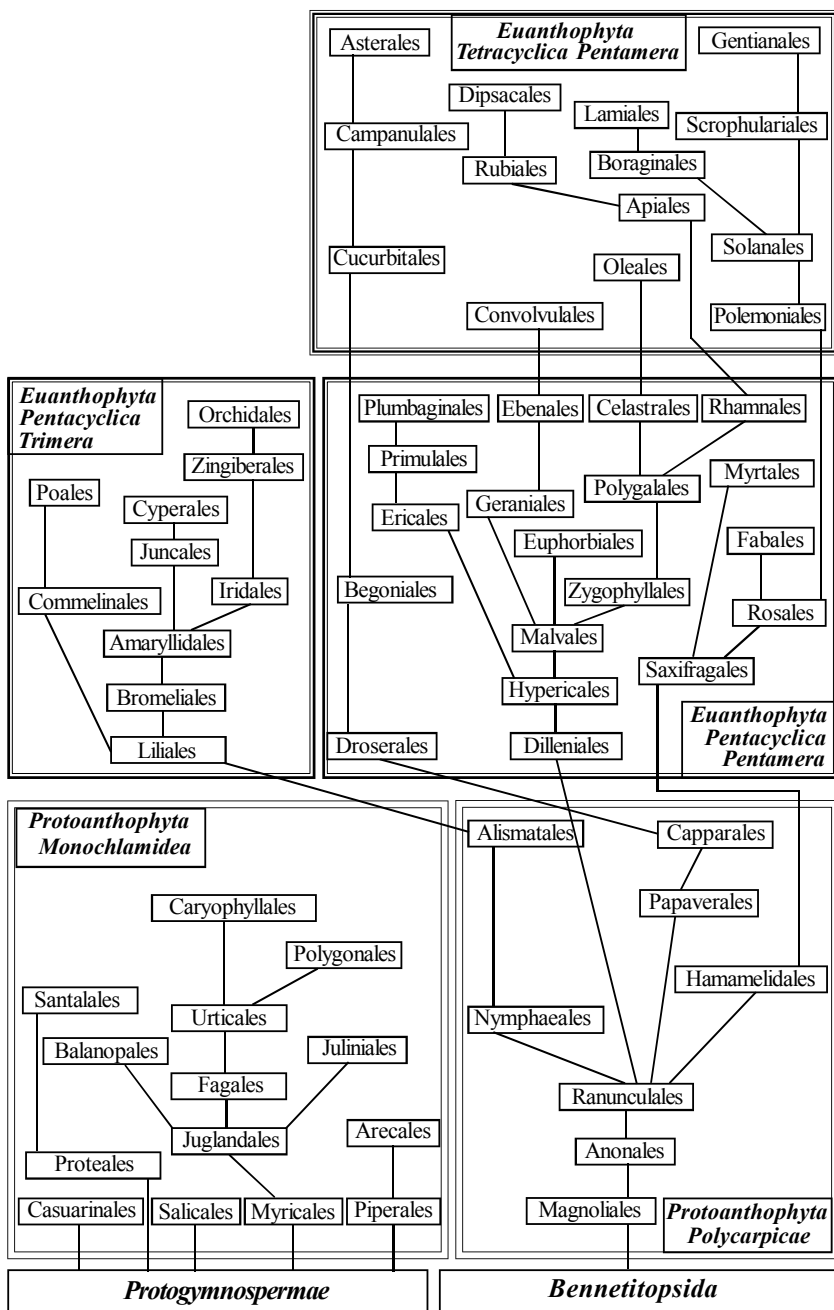 Asterales
Euanthophyta
Tetracyclica Pentamera
Gentianales
Dipsacales
Lamiales
Campanulales
Scrophulariales
Rubiales
Boraginales
Apiales
Cucurbitales
Oleales
Solanales
Convolvulales
Polemoniales
Euanthophyta
Pentacyclica
Trimera
Orchidales
Zingiberales
Poales
Cyperales
Juncales
Commelinales
Iridales
Amaryllidales
Bromeliales
Liliales
Plumbaginales
Ebenales
Celastrales
Rhamnales
Primulales
Myrtales
Polygalales
Ericales
Geraniales
Euphorbiales
Fabales
Begoniales
Zygophyllales
Rosales
Malvales
Saxifragales
Hypericales
Droserales
Dilleniales
Euanthophyta
Pentacyclica
Pentamera
Protoanthophyta
Monochlamidea
Caryophyllales
Polygonales
Santalales
Urticales
Balanopales
Juliniales
Fagales
Juglandales
Arecales
Proteales
Casuarinales
Salicales
Myricales
Piperales
Alismatales
Capparales
Papaverales
Hamamelidales
Nymphaeales
Ranunculales
Anonales
Magnoliales
Protoanthophyta
Polycarpicae
Protogymnospermae
Bennetitopsida